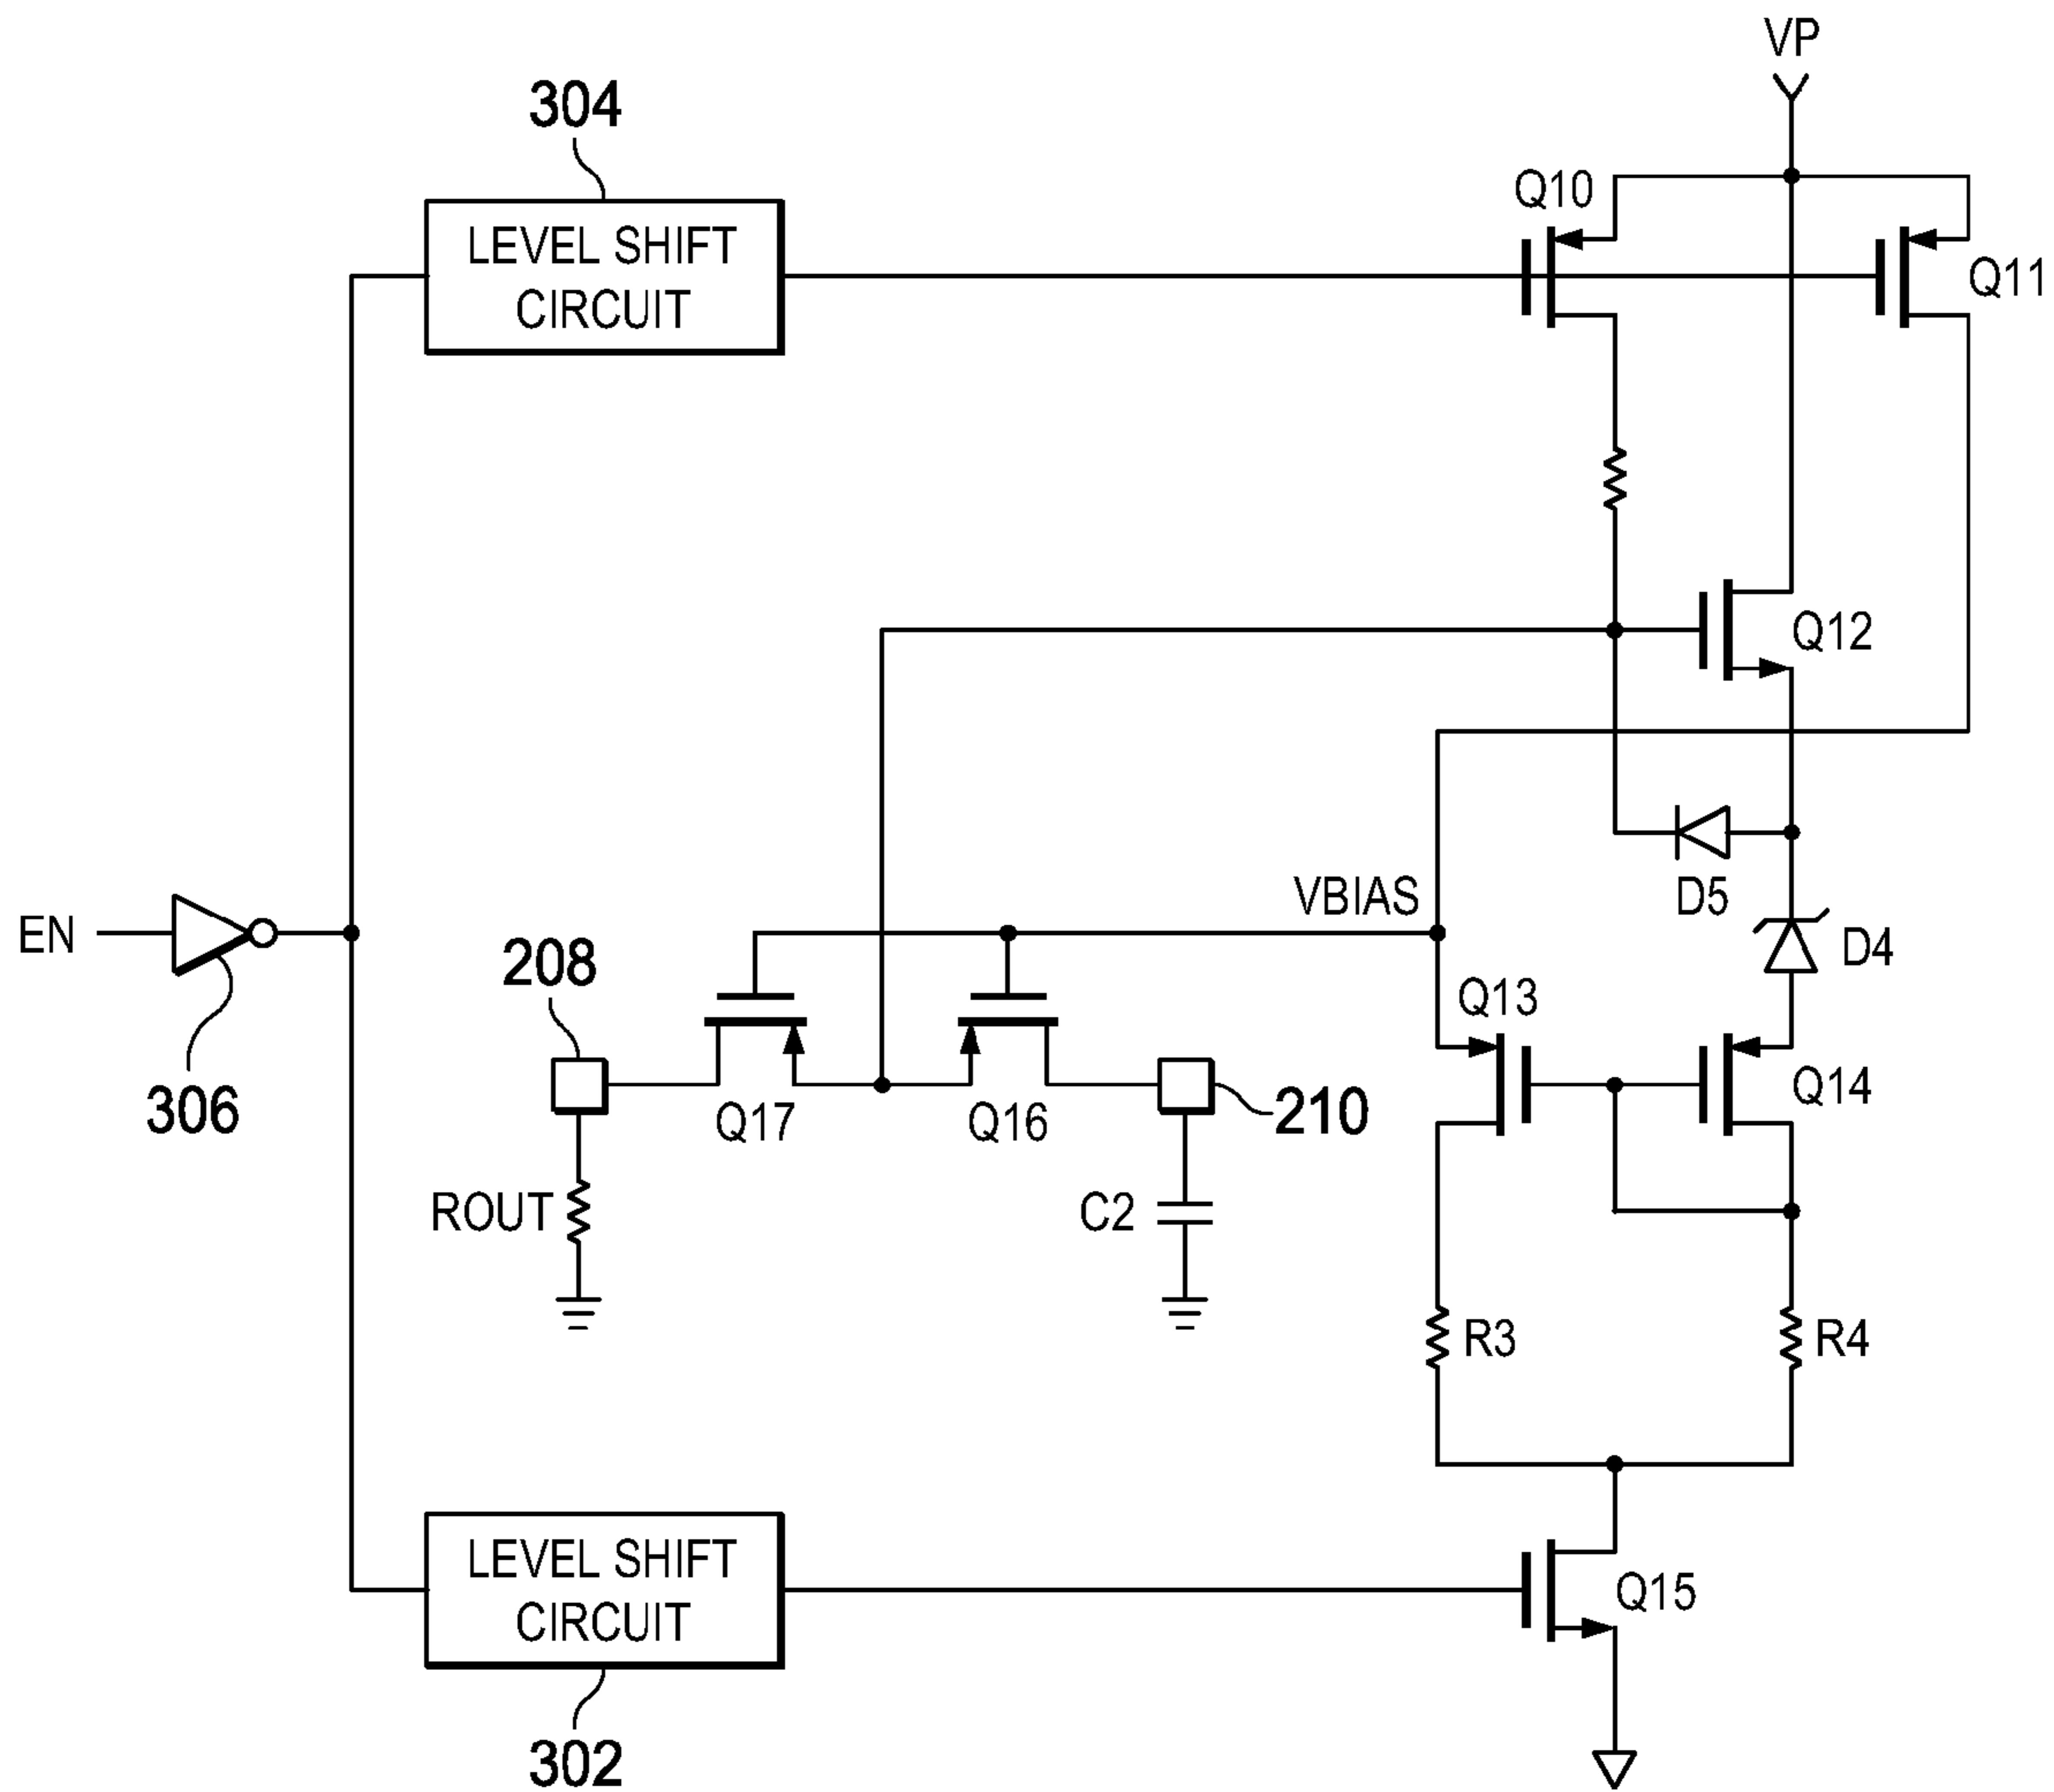 VP
304
Q10
LEVEL SHIFT
CIRCUIT
Q11
Q12
D5
VBIAS
EN
208
D4
Q13
306
Q17
Q16
210
Q14
ROUT
C2
R3
R4
LEVEL SHIFT
CIRCUIT
Q15
302